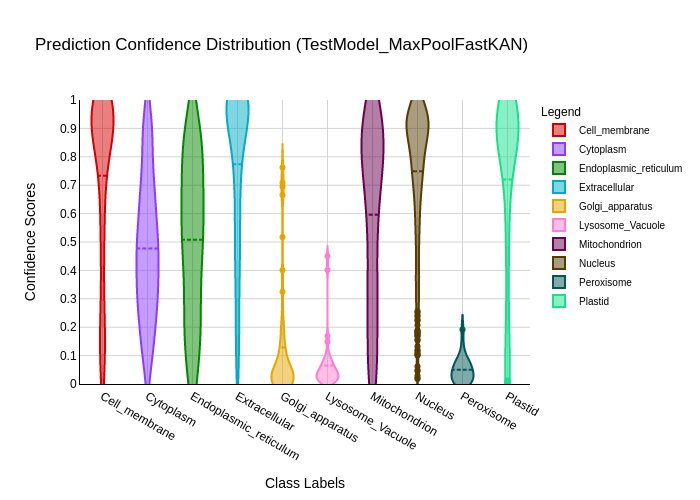 Prediction Confidence Distribution (TestModel_MaxPoolFastKAN)
Confidence Scores
1
0.9
0.8
0.7
0.6
0.5
0.4
0.3
0.2
0.1
0
Cell_membrane
Cytoplasm
Endoplasmic_reticulum
Extracellular
Golgi_apparatus
Lysosome_Vacuole
Mitochondrion
Nucleus
Peroxisome
Plastid
Class Labels
Legend
Cell_membrane
Cytoplasm
Endoplasmic_reticulum
Extracellular
Golgi_apparatus
Lysosome_Vacuole
Mitochondrion
Nucleus
Peroxisome
Plastid